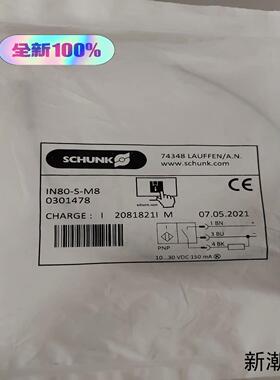 全新100%
SCHUNK
74348 LAUFFEN/A.N.
www.schunk.com
IN80-S-M8
0301478
CE
CHARGE: I 2081821I M
07.05.2021
1 BN
3 BU
4 BK
PNP
10...30 VDC 150 mA
新潮